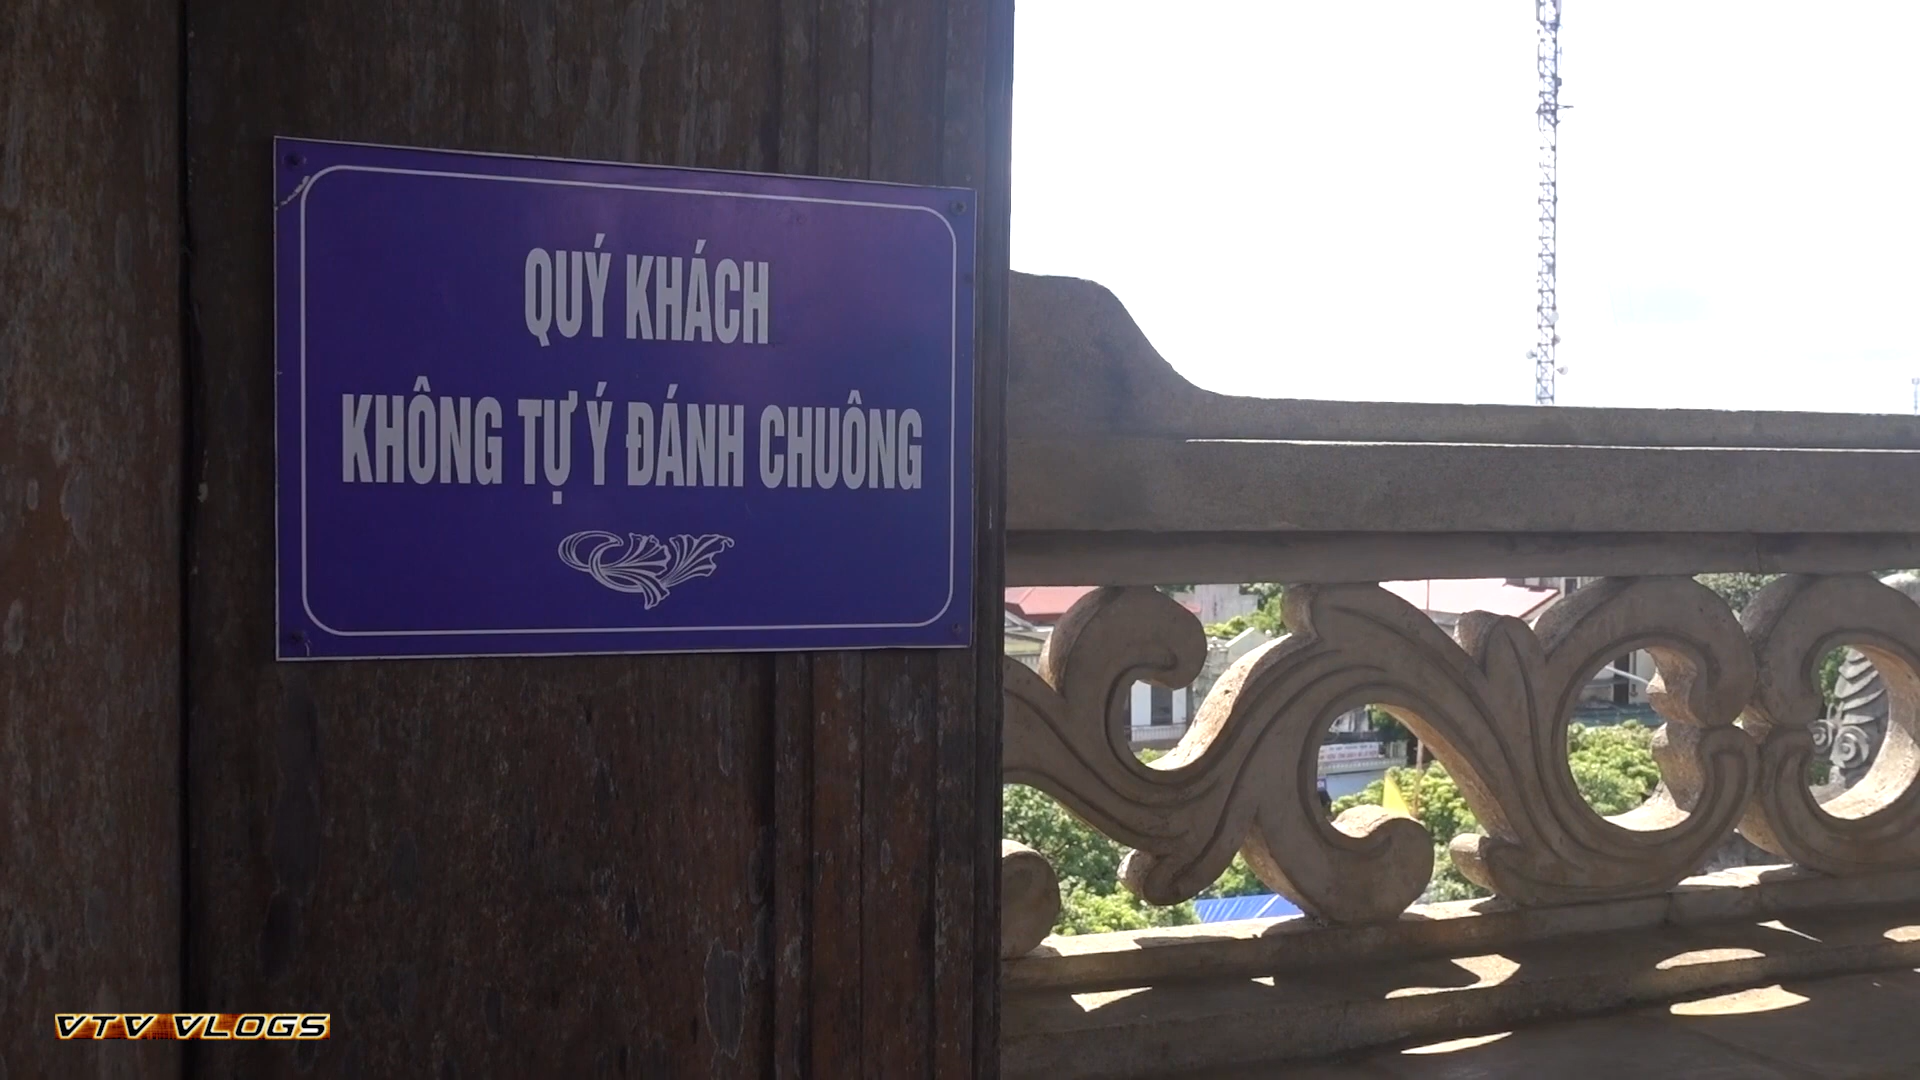 QUÝ KHÁCH
KHÔNG TỰ Ý ĐÁNH CHUÔNG
VTV VLOGS